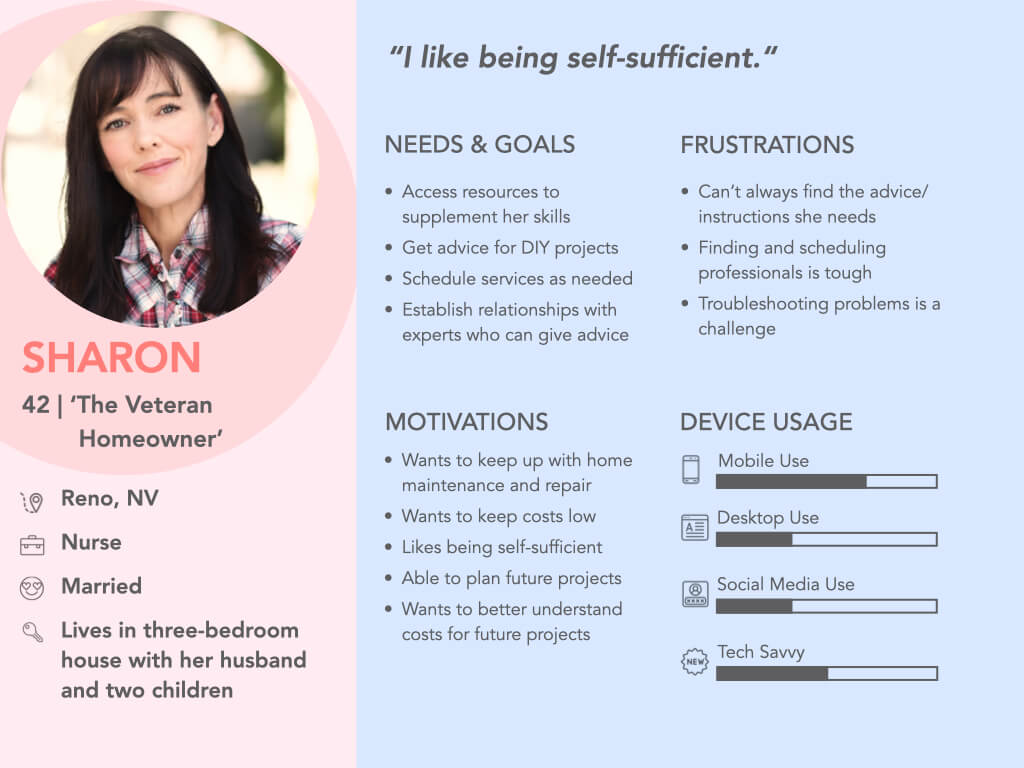 “I like being self-sufficient.“
SHARON
42 | ‘The Veteran
Homeowner’
Reno, NV
Nurse
Married
Lives in three-bedroom
house with her husband
and two children
NEEDS & GOALS
• Access resources to
supplement her skills
• Get advice for DIY projects
• Schedule services as needed
• Establish relationships with
experts who can give advice
FRUSTRATIONS
• Can’t always find the advice/
instructions she needs
• Finding and scheduling
professionals is tough
• Troubleshooting problems is a
challenge
MOTIVATIONS
• Wants to keep up with home
maintenance and repair
• Wants to keep costs low
• Likes being self-sufficient
• Able to plan future projects
• Wants to better understand
costs for future projects
DEVICE USAGE
Mobile Use
A
Desktop Use
Social Media Use
NEW
Tech Savvy